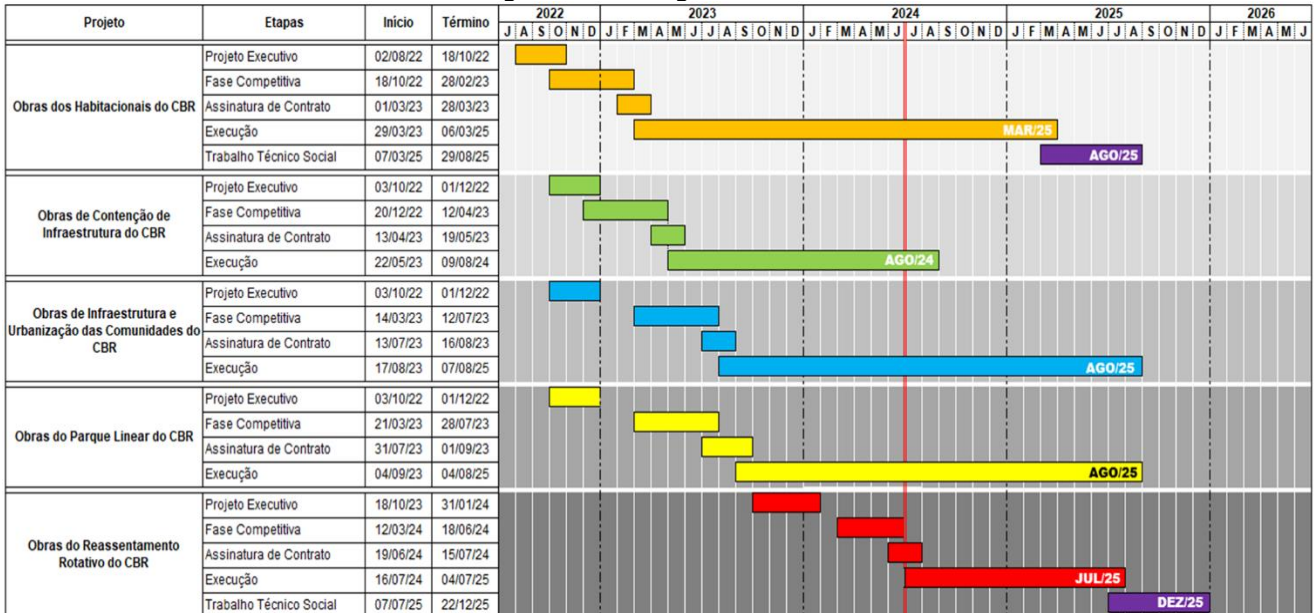 Projeto Etapas Início Término 2022 2023 2024 2025 2026
J A S O N D J F M A M J J A S O N D J F M A M J J A S O N D J F M A M J J A S O N D J F M A M J
Obras dos Habitacionais do CBR
Projeto Executivo 02/08/22 18/10/22
Fase Competitiva 18/10/22 28/02/23
Assinatura de Contrato 01/03/23 28/03/23
Execução 29/03/23 06/03/25 MAR/25
Trabalho Técnico Social 07/03/25 29/08/25 AGO/25
Obras de Contenção de
Infraestrutura do CBR
Projeto Executivo 03/10/22 01/12/22
Fase Competitiva 20/12/22 12/04/23
Assinatura de Contrato 13/04/23 19/05/23
Execução 22/05/23 09/08/24 AGO/24
Obras de Infraestrutura e
Urbanização das Comunidades do
CBR
Projeto Executivo 03/10/22 01/12/22
Fase Competitiva 14/03/23 12/07/23
Assinatura de Contrato 13/07/23 16/08/23
Execução 17/08/23 07/08/25 AGO/25
Obras do Parque Linear do CBR
Projeto Executivo 03/10/22 01/12/22
Fase Competitiva 21/03/23 28/07/23
Assinatura de Contrato 31/07/23 01/09/23
Execução 04/09/23 04/08/25 AGO/25
Obras do Reassentamento
Rotativo do CBR
Projeto Executivo 18/10/23 31/01/24
Fase Competitiva 12/03/24 18/06/24
Assinatura de Contrato 19/06/24 15/07/24
Execução 16/07/24 04/07/25 JUL/25
Trabalho Técnico Social 07/07/25 22/12/25 DEZ/25